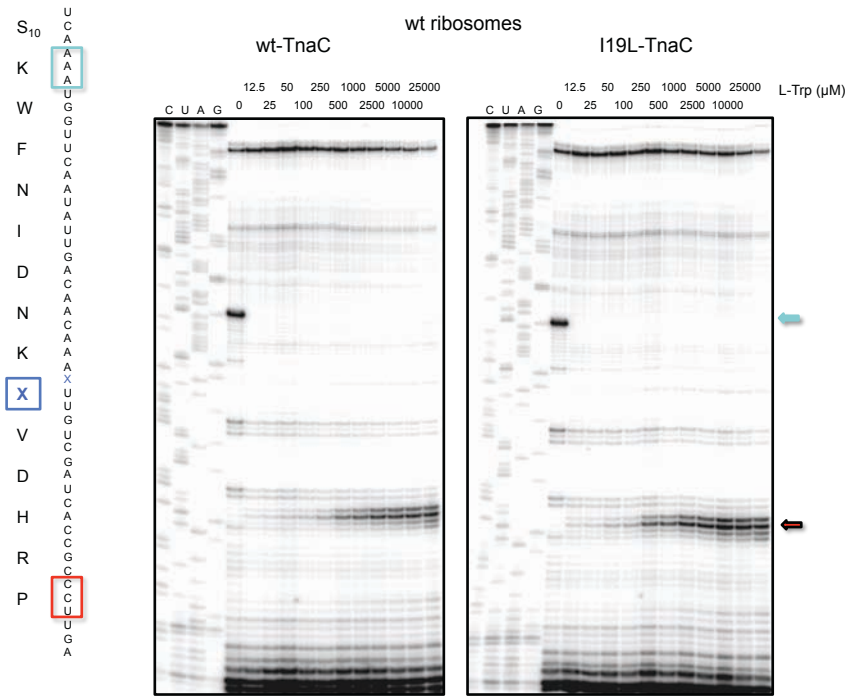 S10
K
W
F
N
I
D
N
K
X
V
D
H
R
P
U
C
A
A
A
A
U
G
G
U
U
C
A
A
U
A
U
U
G
A
C
A
A
C
A
A
A
X
U
U
G
U
C
G
A
U
C
A
C
C
G
C
C
C
U
U
G
A
wt ribosomes
wt-TnaC
12.5 50 250 1000 5000 25000
C U A G 0 25 100 500 2500 10000
I19L-TnaC
12.5 50 250 1000 5000 25000
C U A G 0 25 100 500 2500 10000
L-Trp (μM)